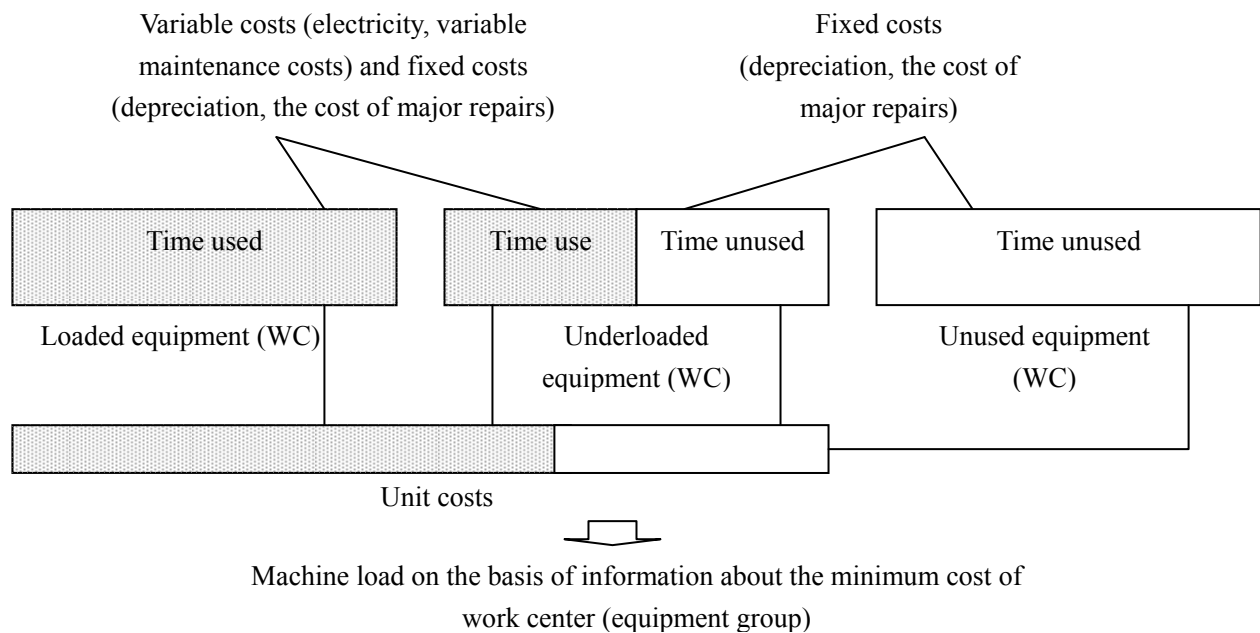 Variable costs (electricity, variable
maintenance costs) and fixed costs
(depreciation, the cost of major repairs)
Fixed costs
(depreciation, the cost of
major repairs)
Time used
Time use
Time unused
Time unused
Loaded equipment (WC)
Underloaded
equipment (WC)
Unused equipment
(WC)
Unit costs
Machine load on the basis of information about the minimum cost of
work center (equipment group)